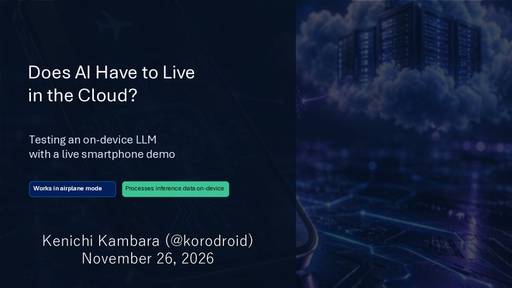 Does AI Have to Live
in the Cloud?
Testing an on-device LLM
with a live smartphone demo
Works in airplane mode
Processes inference data on-device
Kenichi Kambara (@korodroid)
November 26, 2026